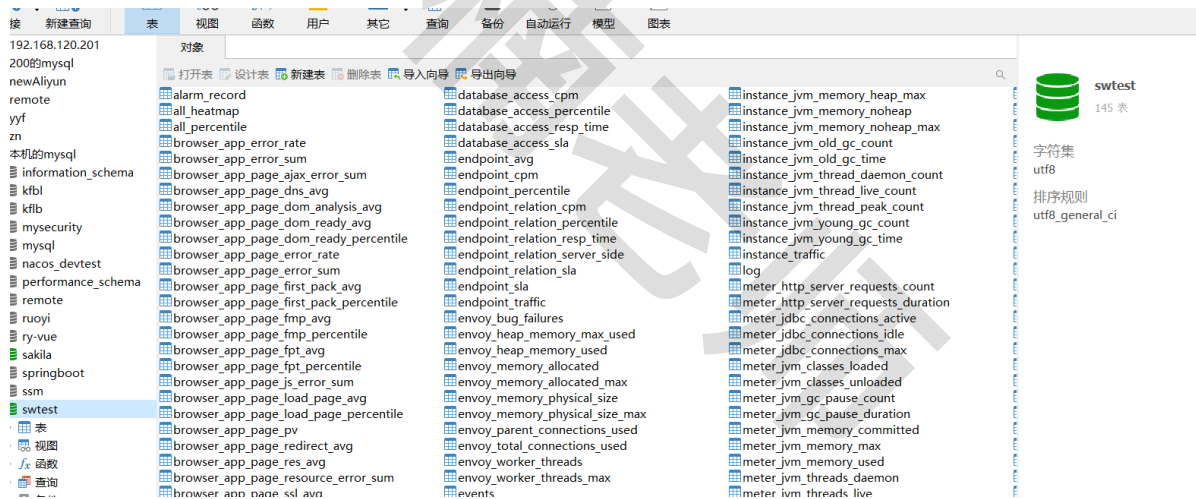 接 新建查询 表 视图 函数 用户 其它 查询 备份 自动运行 模型 图表
192.168.120.201
200的mysql
newAliyun
remote
yyf
zn
本机的mysql
information_schema
kfbl
kflb
mysecurity
mysql
nacos_devtest
performance_schema
remote
ruoyi
ry-vue
sakila
springboot
ssm
swtest
表
视图
fx 函数
查询
对象
打开表 设计表 新建表 删除表 导入向导 导出向导
alarm_record
all_heatmap
all_percentile
browser_app_error_rate
browser_app_error_sum
browser_app_page_ajax_error_sum
browser_app_page_dns_avg
browser_app_page_dom_analysis_avg
browser_app_page_dom_ready_avg
browser_app_page_dom_ready_percentile
browser_app_page_error_rate
browser_app_page_error_sum
browser_app_page_first_pack_avg
browser_app_page_first_pack_percentile
browser_app_page_fmp_avg
browser_app_page_fmp_percentile
browser_app_page_fpt_avg
browser_app_page_fpt_percentile
browser_app_page_js_error_sum
browser_app_page_load_page_avg
browser_app_page_load_page_percentile
browser_app_page_pv
browser_app_page_redirect_avg
browser_app_page_res_avg
browser_app_page_resource_error_sum
browser_app_page_ssl_avg
database_access_cpm
database_access_percentile
database_access_resp_time
database_access_sla
endpoint_avg
endpoint_cpm
endpoint_percentile
endpoint_relation_cpm
endpoint_relation_percentile
endpoint_relation_resp_time
endpoint_relation_server_side
endpoint_relation_sla
endpoint_sla
endpoint_traffic
envoy_bug_failures
envoy_heap_memory_max_used
envoy_heap_memory_used
envoy_memory_allocated
envoy_memory_allocated_max
envoy_memory_physical_size
envoy_memory_physical_size_max
envoy_parent_connections_used
envoy_total_connections_used
envoy_worker_threads
envoy_worker_threads_max
events
instance_jvm_memory_heap_max
instance_jvm_memory_noheap
instance_jvm_memory_noheap_max
instance_jvm_old_gc_count
instance_jvm_old_gc_time
instance_jvm_thread_daemon_count
instance_jvm_thread_live_count
instance_jvm_thread_peak_count
instance_jvm_young_gc_count
instance_jvm_young_gc_time
instance_traffic
log
meter_http_server_requests_count
meter_http_server_requests_duration
meter_jdbc_connections_active
meter_jdbc_connections_idle
meter_jdbc_connections_max
meter_jvm_classes_loaded
meter_jvm_classes_unloaded
meter_jvm_gc_pause_count
meter_jvm_gc_pause_duration
meter_jvm_memory_committed
meter_jvm_memory_max
meter_jvm_memory_used
meter_jvm_threads_daemon
meter_jvm_threads_live
swtest
145 表
字符集
utf8
排序规则
utf8_general_ci
老师